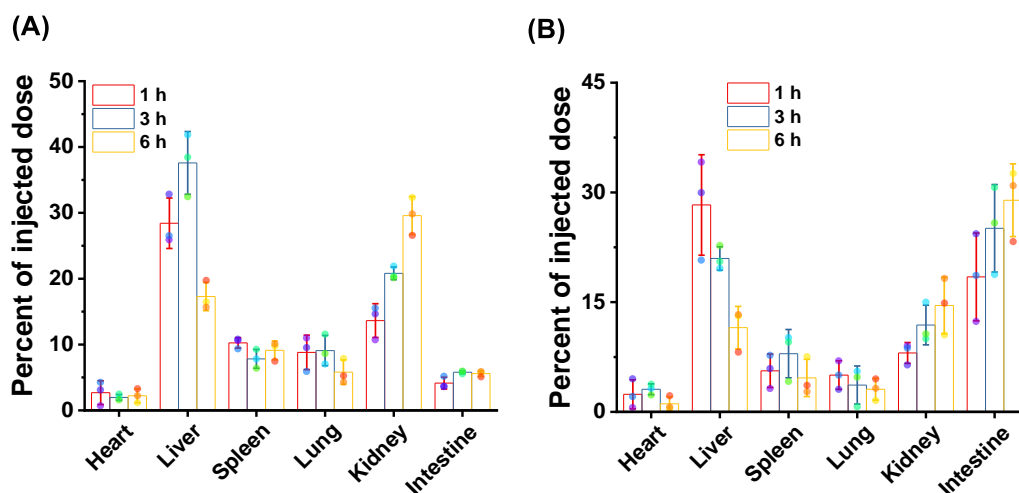 (A)
Percent of injected dose
50
40
30
20
10
0
1 h
3 h
6 h
Heart
Liver
Spleen
Lung
Kidney
Intestine
(B)
Percent of injected dose
45
30
15
0
1 h
3 h
6 h
Heart
Liver
Spleen
Lung
Kidney
Intestine